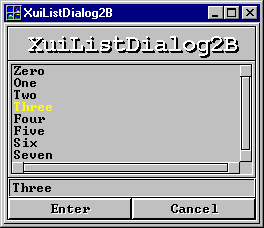 XuiListDialog2B
XuiListDialog2B
Zero
One
Two
Three
Four
Five
Six
Seven
Three
Enter Cancel